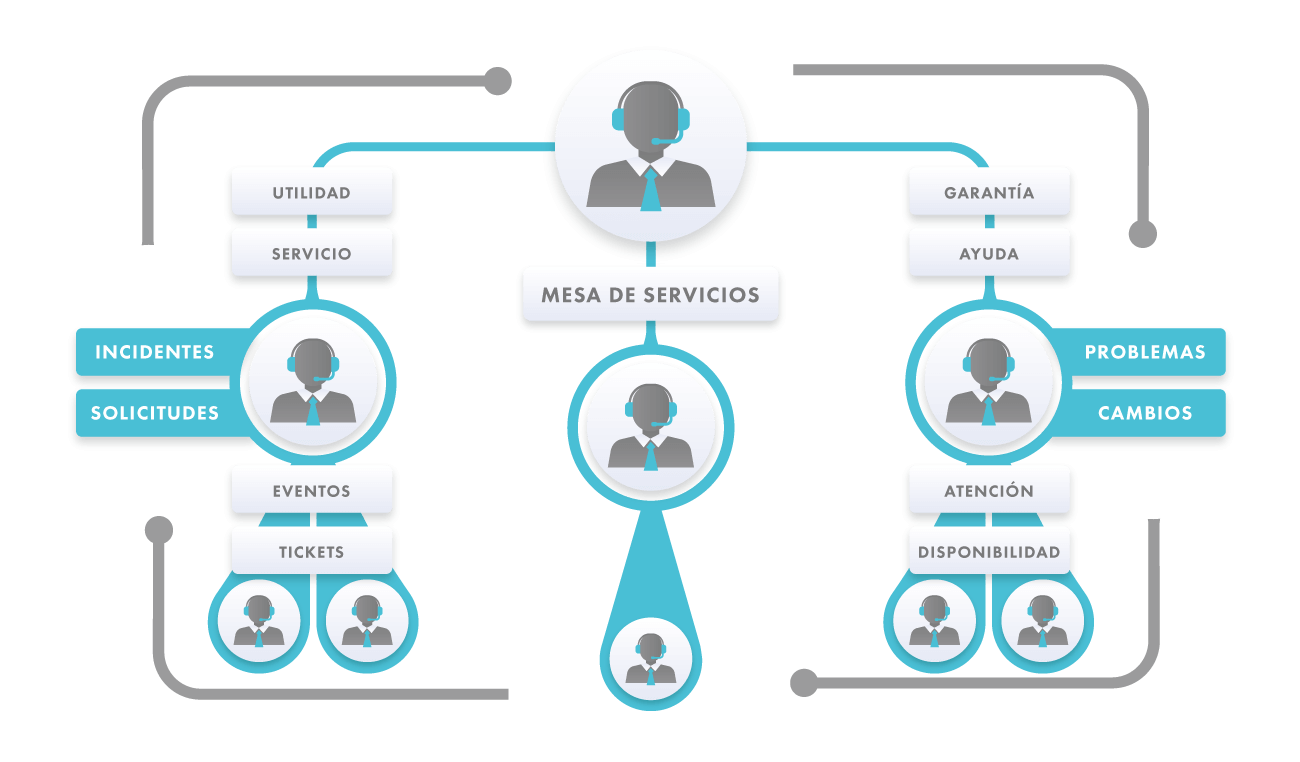 UTILIDAD
SERVICIO
INCIDENTES
SOLICITUDES
EVENTOS
TICKETS
MESA DE SERVICIOS
GARANTÍA
AYUDA
PROBLEMAS
CAMBIOS
ATENCIÓN
DISPONIBILIDAD